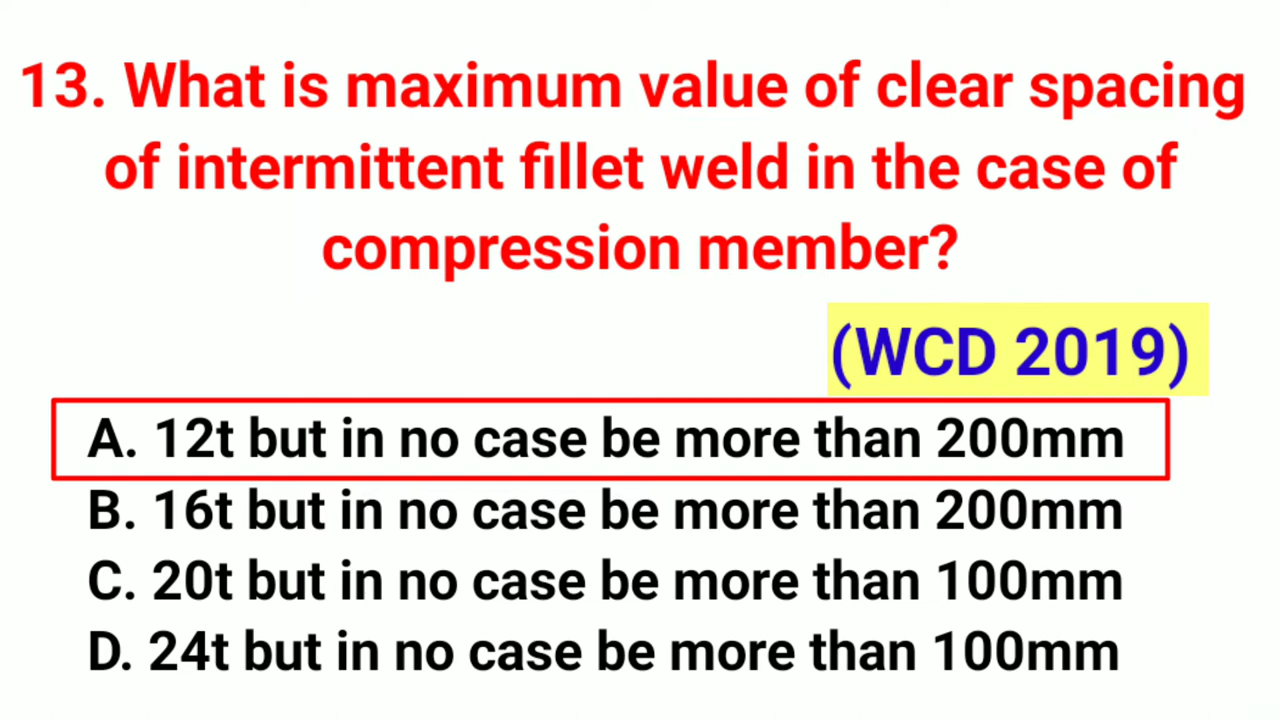 13. What is maximum value of clear spacing
of intermittent fillet weld in the case of
compression member?
(WCD 2019)
A. 12t but in no case be more than 200mm
B. 16t but in no case be more than 200mm
C. 20t but in no case be more than 100mm
D. 24t but in no case be more than 100mm